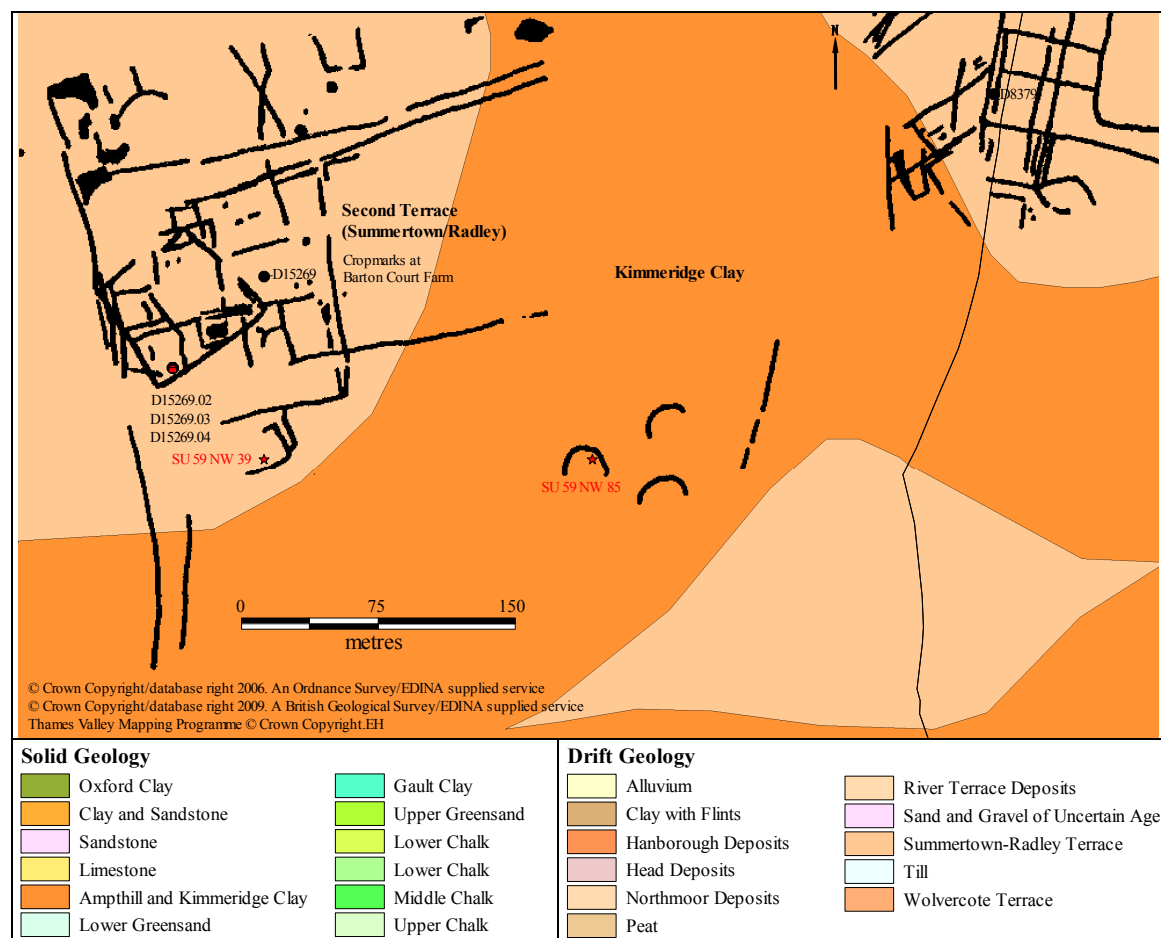 N
D8379
Second Terrace
(Summertown/Radley)
Cropmarks at
Barton Court Farm
D15269
Kimmeridge Clay
D15269.02
D15269.03
D15269.04
SU 59 NW 39
SU 59 NW 85
0 75 150
metres
© Crown Copyright/database right 2006. An Ordnance Survey/EDINA supplied service
© Crown Copyright/database right 2009. A British Geological Survey/EDINA supplied service
Thames Valley Mapping Programme © Crown Copyright.EH
Solid Geology
Oxford Clay
Clay and Sandstone
Sandstone
Limestone
Ampthill and Kimmeridge Clay
Lower Greensand
Gault Clay
Upper Greensand
Lower Chalk
Lower Chalk
Middle Chalk
Upper Chalk
Drift Geology
Alluvium
Clay with Flints
Hanborough Deposits
Head Deposits
Northmoor Deposits
Peat
River Terrace Deposits
Sand and Gravel of Uncertain Age
Summertown-Radley Terrace
Till
Wolvercote Terrace